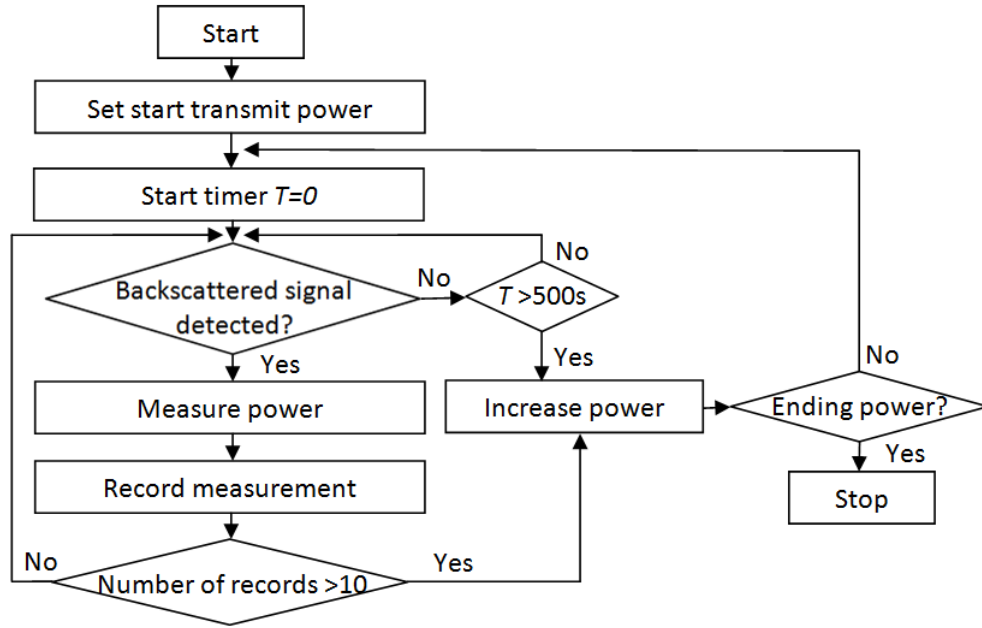 Start
Set start transmit power
Start timer T=0
No
Backscattered signal
detected?
No
T >500s
Yes
Yes
No
Measure power
Increase power
Ending power?
Record measurement
Yes
Stop
No
Number of records >10
Yes